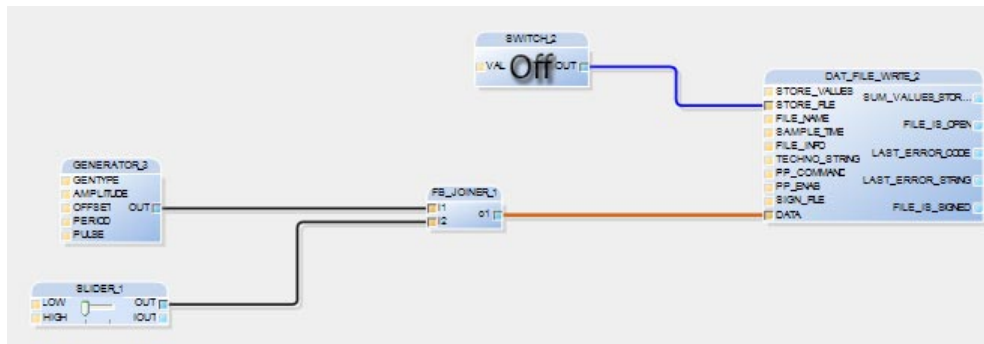 SWITCH_2
VAL Off OUT
DAT_FILE_WRITE_2
STORE_VALUES SUM_VALUES_STOR...
STORE_FILE
FILE_NAME FILE_IS_OPEN
SAMPLE_TIME
FILE_INFO LAST_ERROR_CODE
TECHNO_STRING
PP_COMMAND LAST_ERROR_STRING
PP_ENAB
SIGN_FILE FILE_IS_SIGNED
DATA
GENERATOR_3
GENTYPE
AMPLITUDE
OFFSET OUT
PERIOD
PULSE
FB_JOINER_1
I1 o1
I2
SLIDER_1
LOW OUT
HIGH IOUT